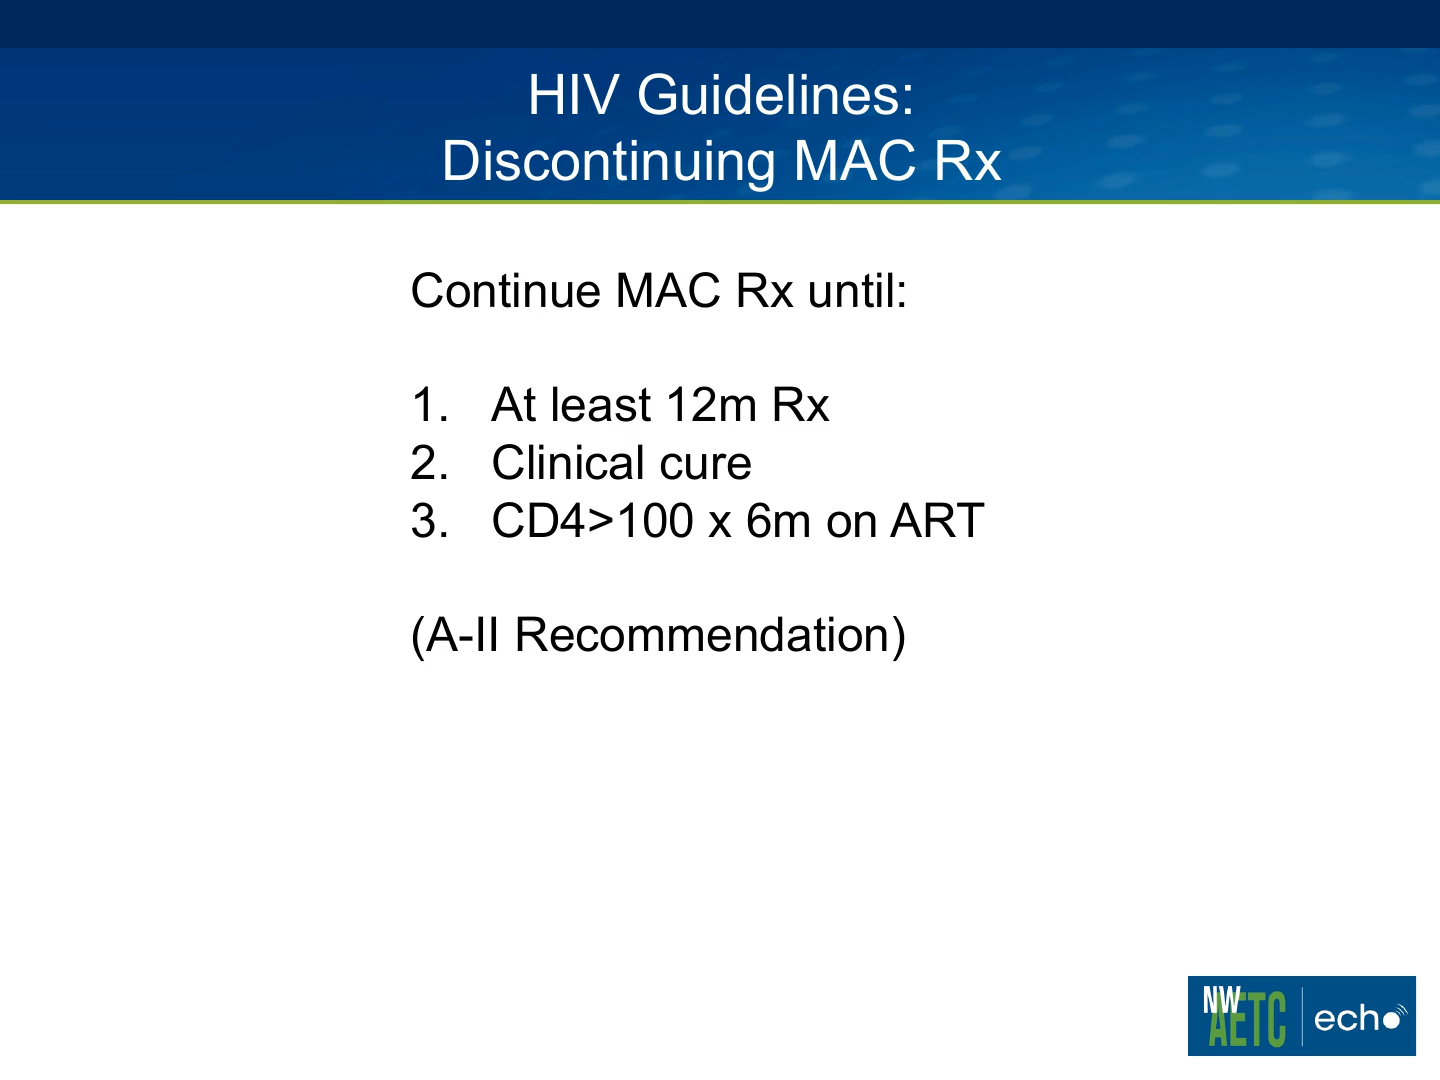 HIV Guidelines:
Discontinuing MAC Rx
Continue MAC Rx until:
1. At least 12m Rx
2. Clinical cure
3. CD4>100 x 6m on ART
(A-II Recommendation)
NW
AETC
echo